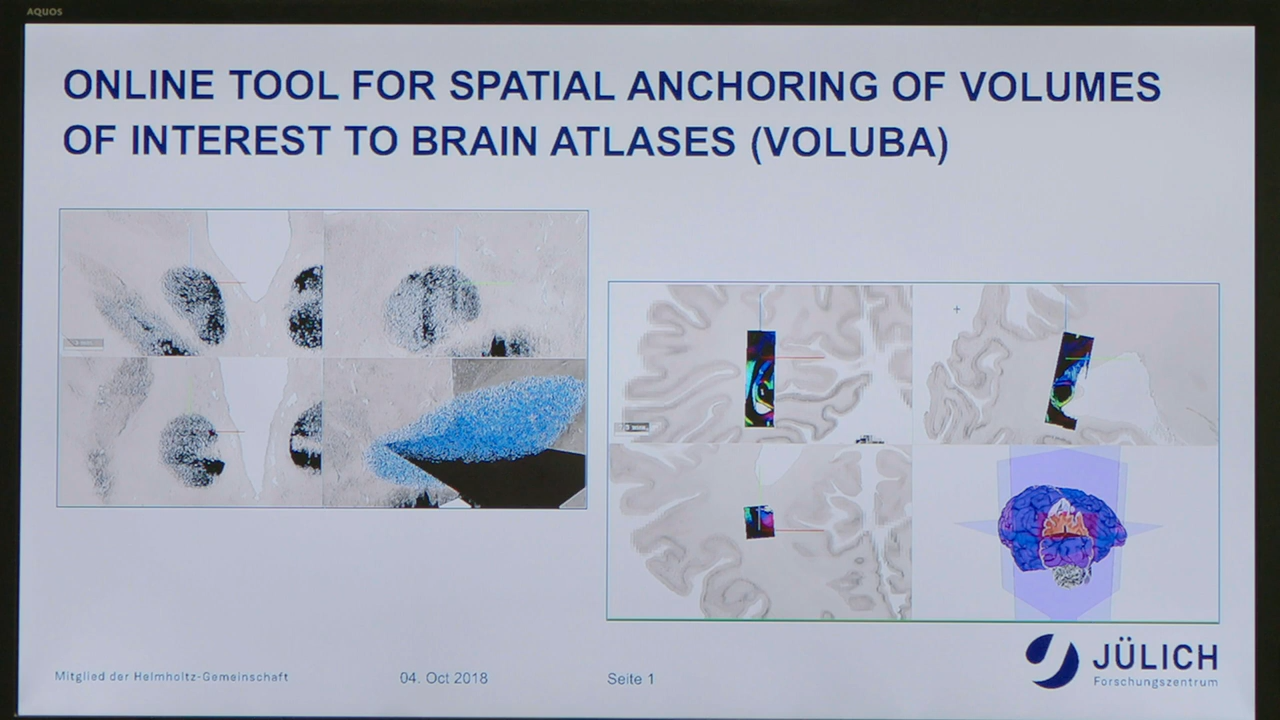 AQUOS
ONLINE TOOL FOR SPATIAL ANCHORING OF VOLUMES
OF INTEREST TO BRAIN ATLASES (VOLUBA)
Mitglied der Helmholtz-Gemeinschaft
04. Oct 2018
Seite 1
JÜLICH
Forschungszentrum